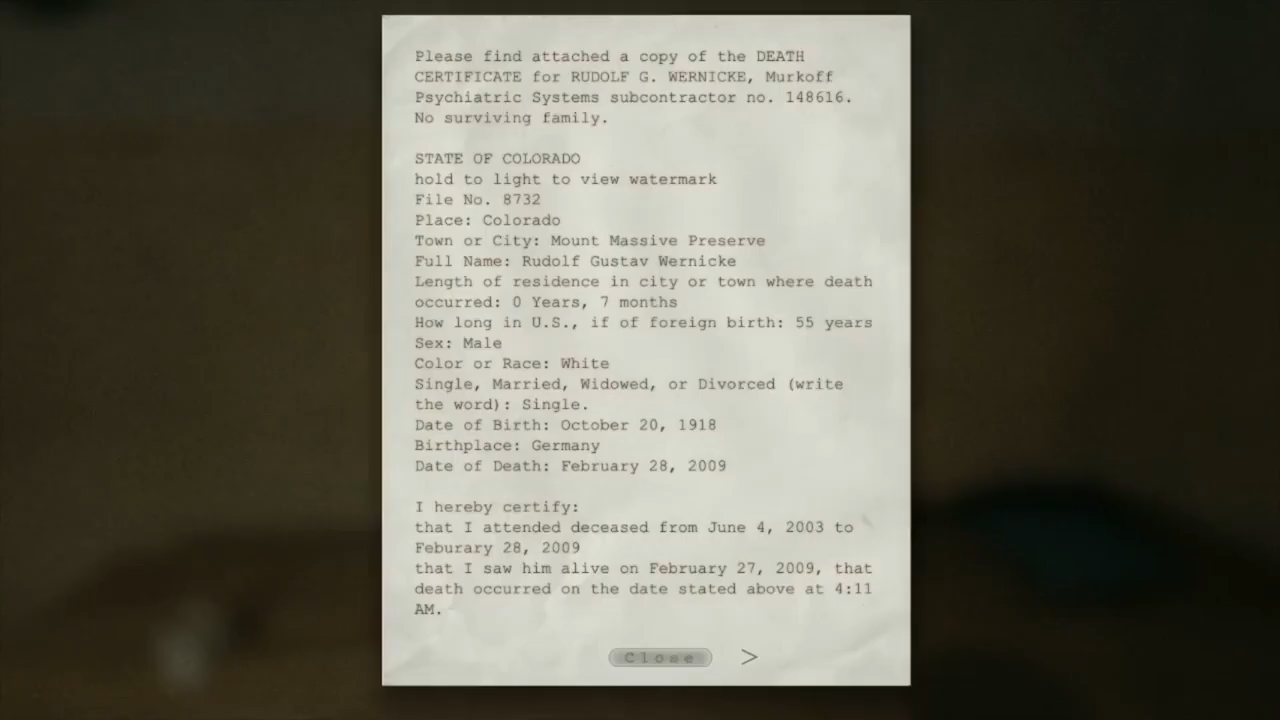 Please find attached a copy of the DEATH
CERTIFICATE for RUDOLF G. WERNICKE, Murkoff
Psychiatric Systems subcontractor no. 148616.
No surviving family.
STATE OF COLORADO
hold to light to view watermark
File No. 8732
Place: Colorado
Town or City: Mount Massive Preserve
Full Name: Rudolf Gustav Wernicke
Length of residence in city or town where death
occurred: 0 Years, 7 months
How long in U.S., if of foreign birth: 55 years
Sex: Male
Color or Race: White
Single, Married, Widowed, or Divorced (write
the word): Single.
Date of Birth: October 20, 1918
Birthplace: Germany
Date of Death: February 28, 2009
I hereby certify:
that I attended deceased from June 4, 2003 to
Feburary 28, 2009
that I saw him alive on February 27, 2009, that
death occurred on the date stated above at 4:11
AM.
Close >